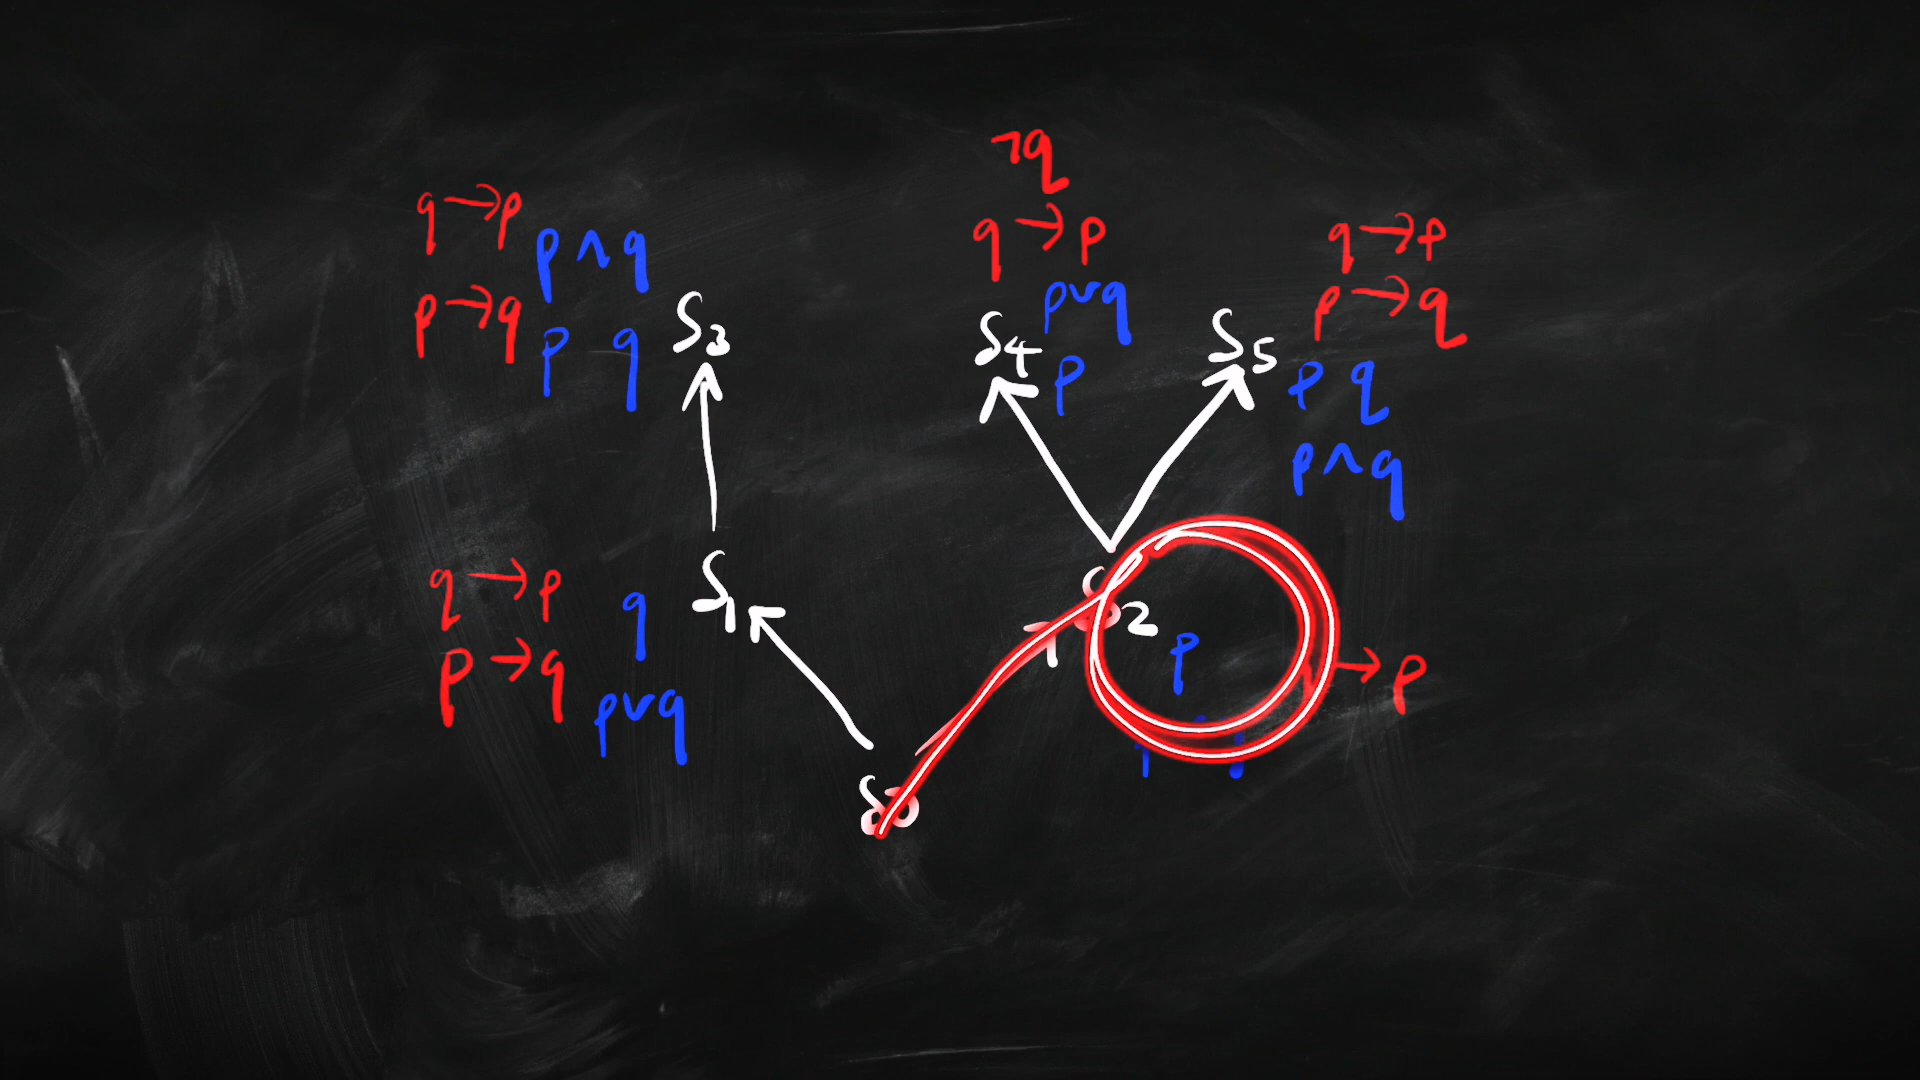 ¬q
q → p
p ∧ q
p → q
p q
S3
q → p
p ∨ q
S4
p
q → p
p → q
S5
p q
p ∧ q
q → p
p → q
q
p ∨ q
S1
S2
p
→ p
S0